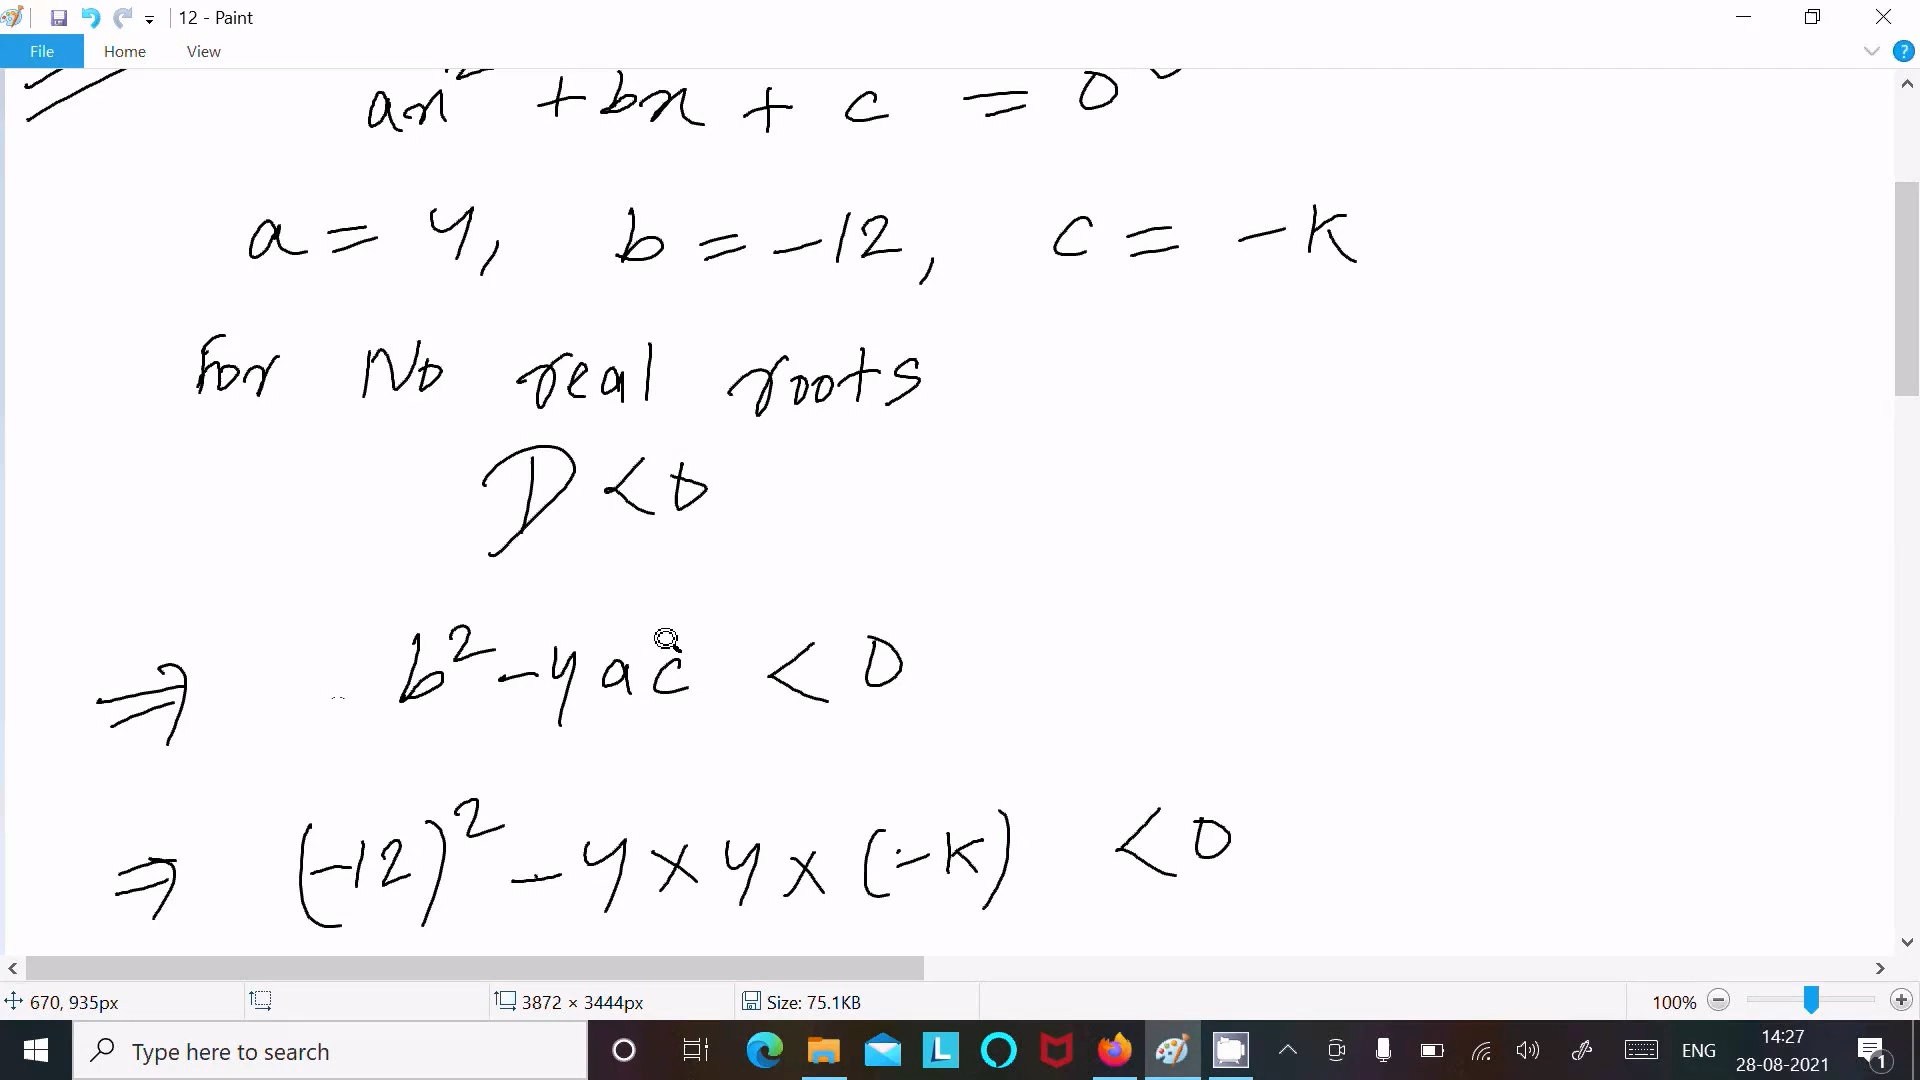 12 - Paint
File Home View
ax² + bx + c = 0
a = 4, b = -12, c = -K
For No real roots
D < 0
⇒ b² - 4ac < 0
⇒ (-12)² - 4 × 4 × (-K) < 0
670, 935px 3872 × 3444px Size: 75.1KB 100%
Type here to search L ENG 14:27
28-08-2021 1